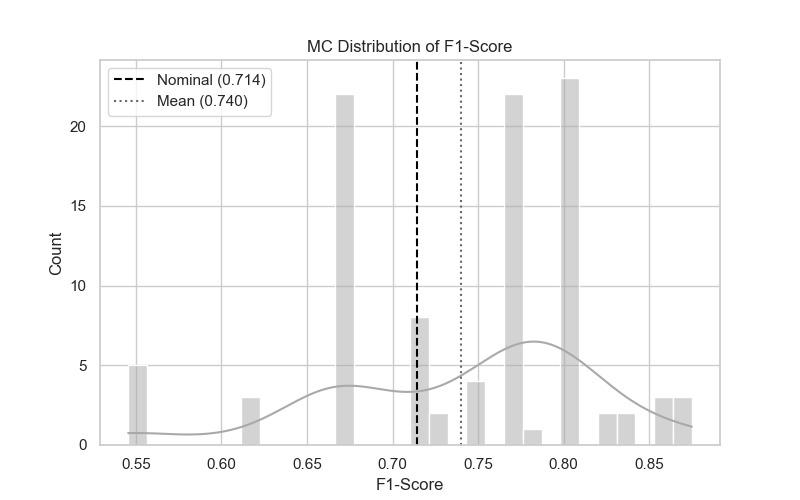 MC Distribution of F1-Score
Nominal (0.714)
Mean (0.740)
20
15
10
5
0
Count
0.55 0.60 0.65 0.70 0.75 0.80 0.85
F1-Score